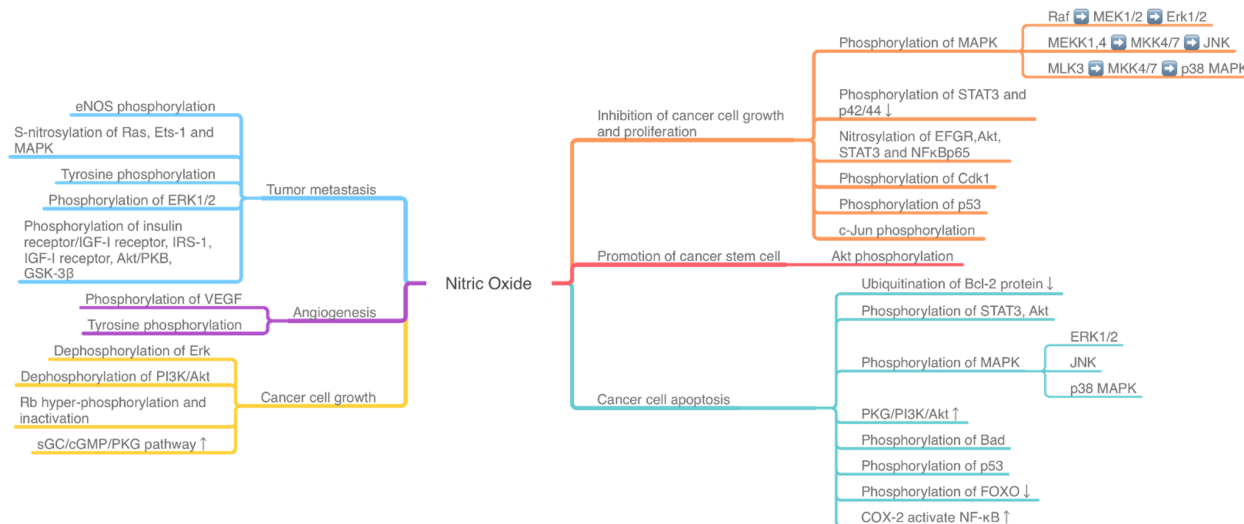 eNOS phosphorylation
S-nitrosylation of Ras, Ets-1 and
MAPK
Tyrosine phosphorylation
Phosphorylation of ERK1/2
Phosphorylation of insulin
receptor/IGF-I receptor, IRS-1,
IGF-I receptor, Akt/PKB,
GSK-3β
Tumor metastasis
Phosphorylation of VEGF
Tyrosine phosphorylation
Angiogenesis
Dephosphorylation of Erk
Dephosphorylation of PI3K/Akt
Rb hyper-phosphorylation and
inactivation
sGC/cGMP/PKG pathway ↑
Cancer cell growth
Nitric Oxide
Inhibition of cancer cell growth
and proliferation
Phosphorylation of MAPK
Raf ➡ MEK1/2 ➡ Erk1/2
MEKK1,4 ➡ MKK4/7 ➡ JNK
MLK3 ➡ MKK4/7 ➡ p38 MAPK
Phosphorylation of STAT3 and
p42/44 ↓
Nitrosylation of EFGR,Akt,
STAT3 and NFκBp65
Phosphorylation of Cdk1
Phosphorylation of p53
c-Jun phosphorylation
Promotion of cancer stem cell
Akt phosphorylation
Cancer cell apoptosis
Ubiquitination of Bcl-2 protein ↓
Phosphorylation of STAT3, Akt
Phosphorylation of MAPK
ERK1/2
JNK
p38 MAPK
PKG/PI3K/Akt ↑
Phosphorylation of Bad
Phosphorylation of p53
Phosphorylation of FOXO ↓
COX-2 activate NF-κB ↑